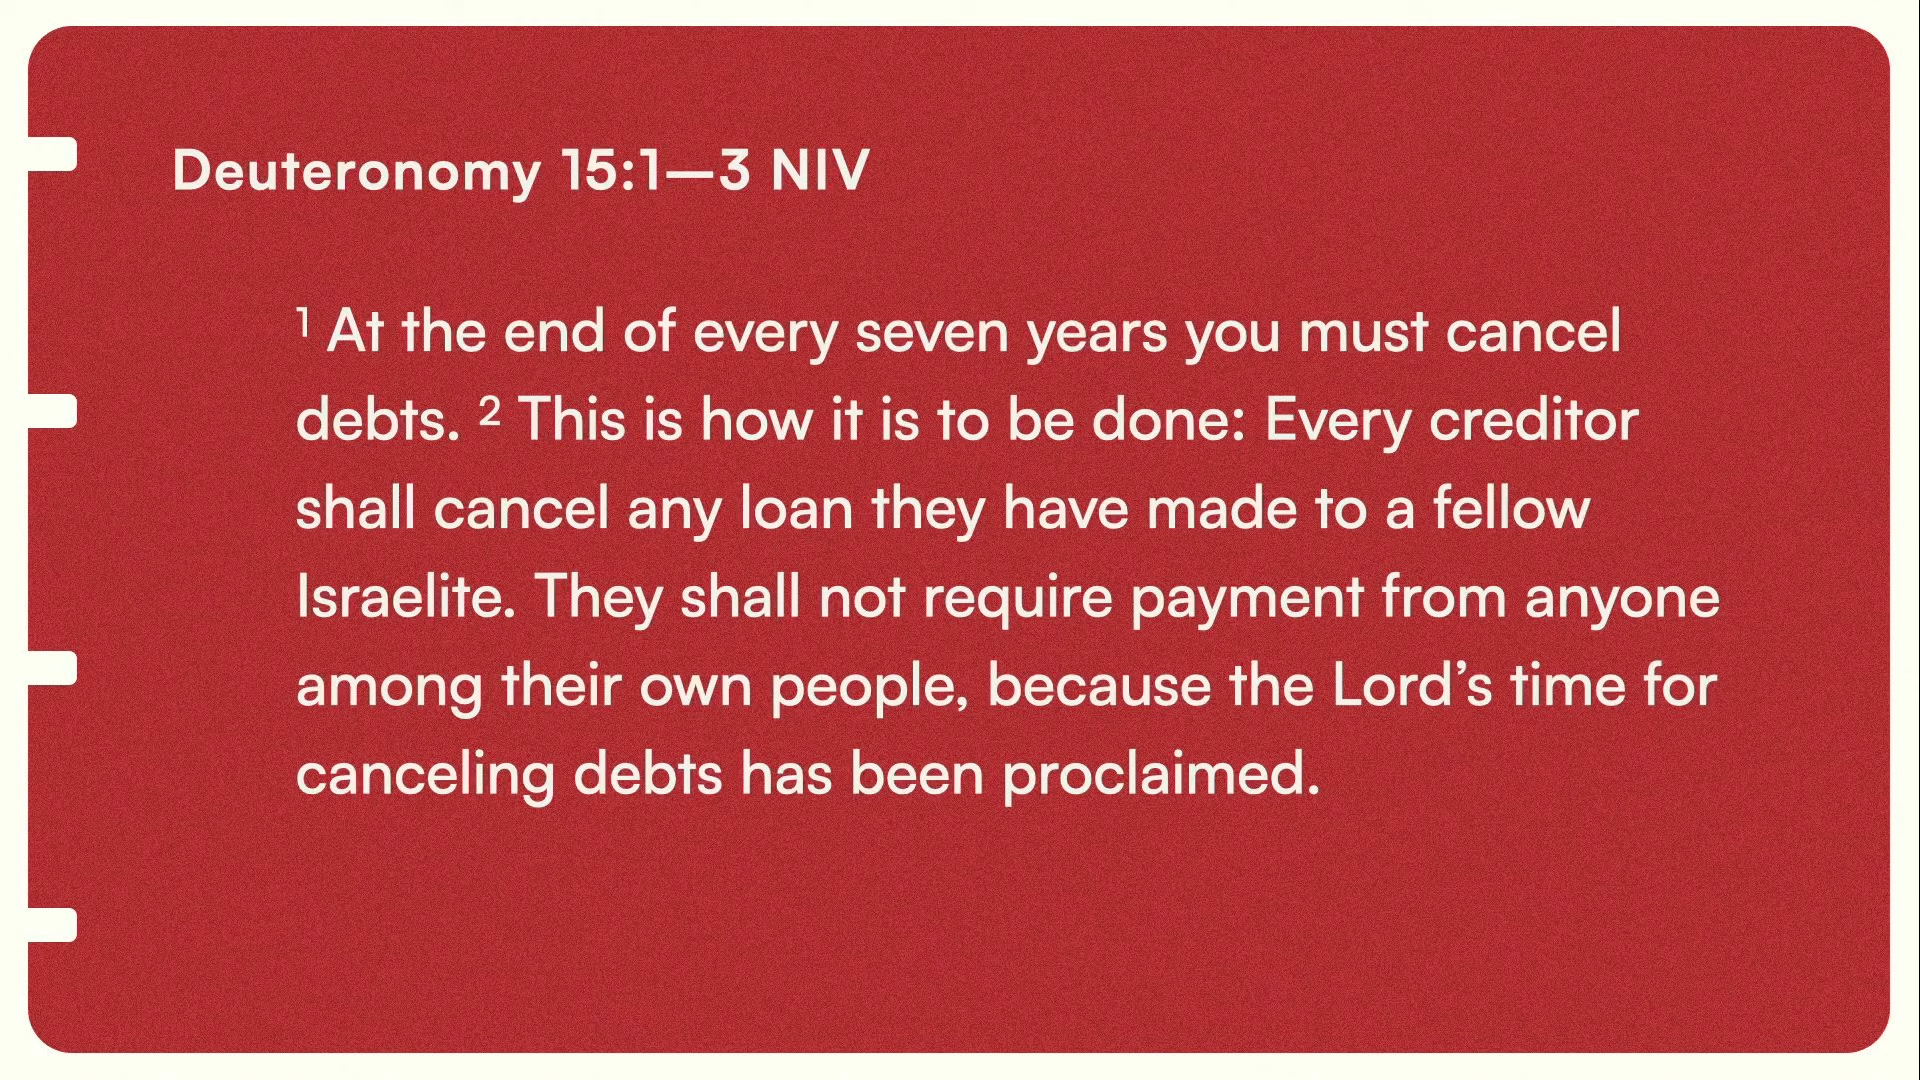 Deuteronomy 15:1—3 NIV
¹ At the end of every seven years you must cancel
debts. ² This is how it is to be done: Every creditor
shall cancel any loan they have made to a fellow
Israelite. They shall not require payment from anyone
among their own people, because the Lord’s time for
canceling debts has been proclaimed.